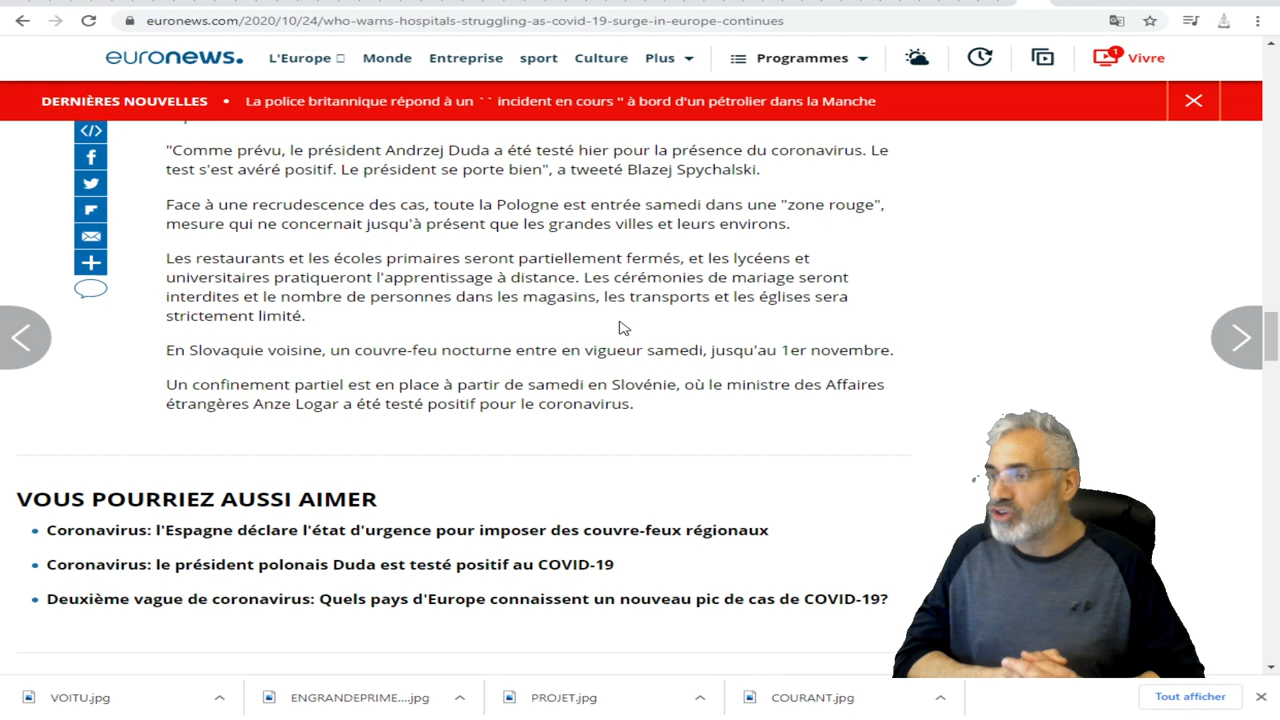 euronews.com/2020/10/24/who-warns-hospitals-struggling-as-covid-19-surge-in-europe-continues
euronews.
L'Europe
Monde
Entreprise
sport
Culture
Plus
Programmes
1
Vivre
DERNIÈRES NOUVELLES • La police britannique répond à un `` incident en cours " à bord d'un pétrolier dans la Manche
"Comme prévu, le président Andrzej Duda a été testé hier pour la présence du coronavirus. Le
test s'est avéré positif. Le président se porte bien", a tweeté Blazej Spychalski.
Face à une recrudescence des cas, toute la Pologne est entrée samedi dans une "zone rouge",
mesure qui ne concernait jusqu'à présent que les grandes villes et leurs environs.
Les restaurants et les écoles primaires seront partiellement fermés, et les lycéens et
universitaires pratiqueront l'apprentissage à distance. Les cérémonies de mariage seront
interdites et le nombre de personnes dans les magasins, les transports et les églises sera
strictement limité.
En Slovaquie voisine, un couvre-feu nocturne entre en vigueur samedi, jusqu'au 1er novembre.
Un confinement partiel est en place à partir de samedi en Slovénie, où le ministre des Affaires
étrangères Anze Logar a été testé positif pour le coronavirus.
VOUS POURRIEZ AUSSI AIMER
• Coronavirus: l'Espagne déclare l'état d'urgence pour imposer des couvre-feux régionaux
• Coronavirus: le président polonais Duda est testé positif au COVID-19
• Deuxième vague de coronavirus: Quels pays d'Europe connaissent un nouveau pic de cas de COVID-19?
VOITU.jpg
ENGRANDEPRIME....jpg
PROJET.jpg
COURANT.jpg
Tout afficher